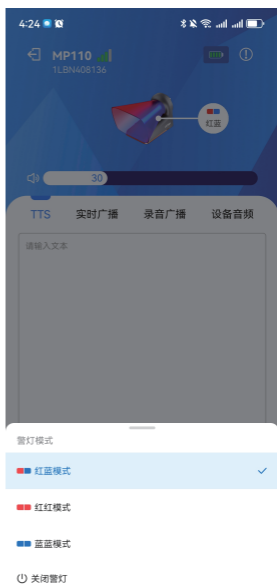 4:24
MP110
1LBN408136
红蓝
30
TTS 实时广播 录音广播 设备音频
请输入文本
警灯模式
红蓝模式
红红模式
蓝蓝模式
关闭警灯